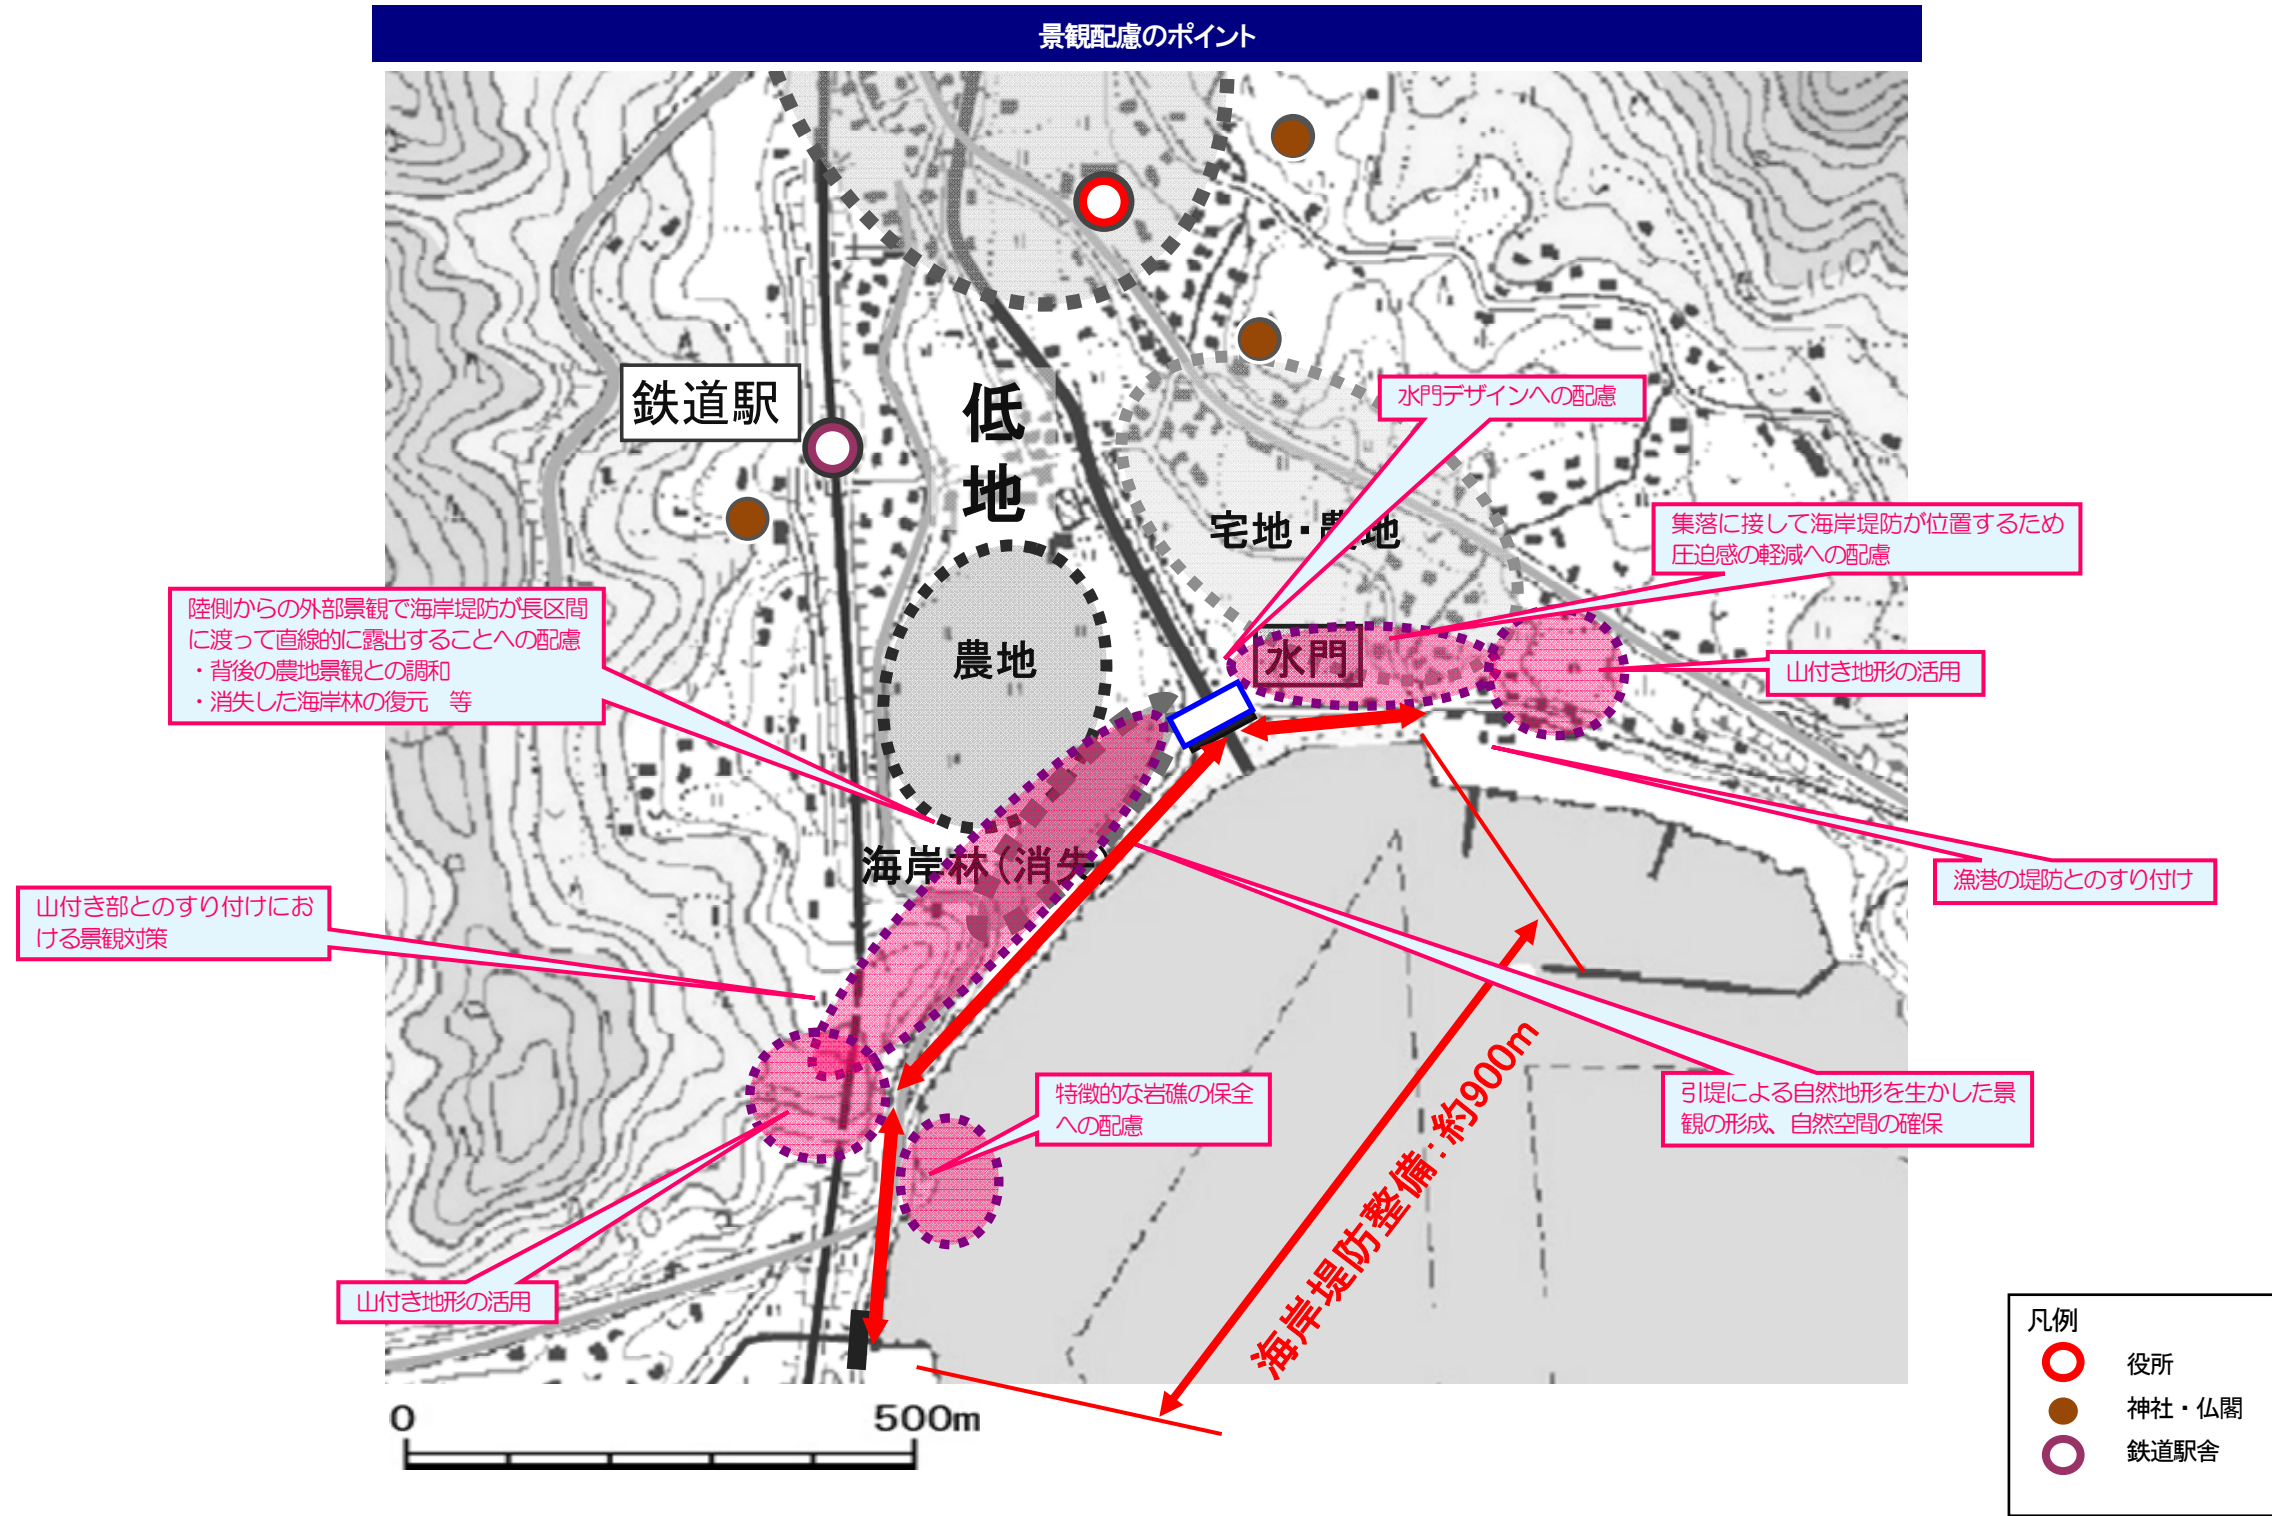 景観配慮のポイント
鉄道駅
低
地
水門デザインへの配慮
宅地・農地
集落に接して海岸堤防が位置するため
圧迫感の軽減への配慮
陸側からの外部景観で海岸堤防が長区間
に渡って直線的に露出することへの配慮
・背後の農地景観との調和
・消失した海岸林の復元　等
農地
水門
山付き地形の活用
海岸林(消失)
漁港の堤防とのすり付け
山付き部とのすり付けにお
ける景観対策
特徴的な岩礁の保全
への配慮
引堤による自然地形を生かした景
観の形成、自然空間の確保
海岸堤防整備:約900m
山付き地形の活用
0 500m
凡例
役所
神社・仏閣
鉄道駅舎